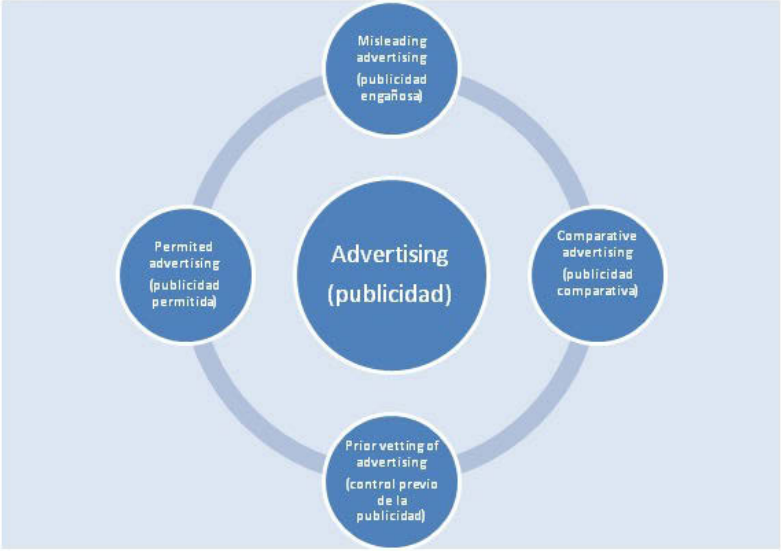 Misleading
advertising
(publicidad
engañosa)
Permited
advertising
(publicidad
permitida)
Advertising
(publicidad)
Comparative
advertising
(publicidad
comparativa)
Prior vetting of
advertising
(control previo
de la
publicidad)